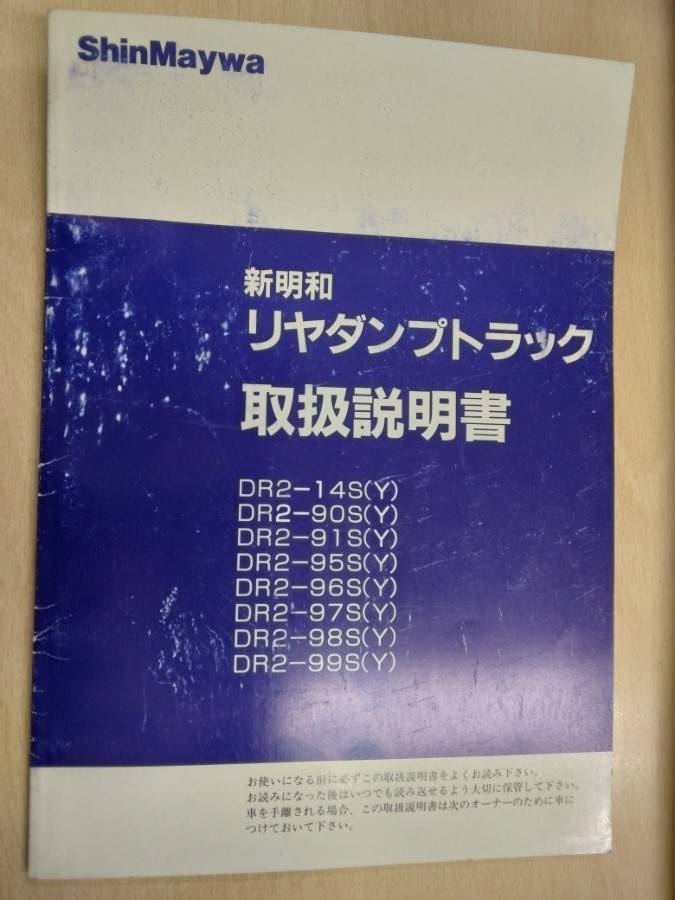 ShinMaywa
新明和
リヤダンプトラック
取扱説明書
DR2-14S(Y)
DR2-90S(Y)
DR2-91S(Y)
DR2-95S(Y)
DR2-96S(Y)
DR2-97S(Y)
DR2-98S(Y)
DR2-99S(Y)
お使いになる前に必ずこの取扱説明書をよくお読み下さい。
お読みになった後はいつでも読み返せるよう大切に保管して下さい。
車を手離される場合、この取扱説明書は次のオーナーのために車に
つけておいて下さい。